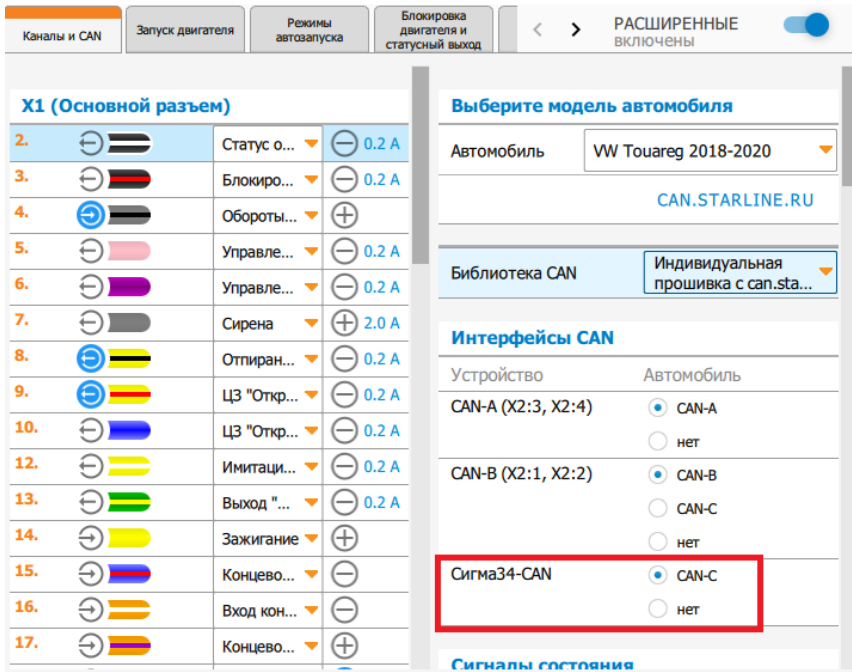 Каналы и CAN
Запуск двигателя
Режимы
автозапуска
Блокировка
двигателя и
статусный выход
РАСШИРЕННЫЕ
включены
X1 (Основной разъем)
2. Статус о... 0.2 A
3. Блокиро... 0.2 A
4. Обороты...
5. Управле... 0.2 A
6. Управле... 0.2 A
7. Сирена 2.0 A
8. Отпиран... 0.2 A
9. ЦЗ "Откр... 0.2 A
10. ЦЗ "Откр... 0.2 A
12. Имитаци... 0.2 A
13. Выход "... 0.2 A
14. Зажигание
15. Концево...
16. Вход кон...
17. Концево...
Выберите модель автомобиля
Автомобиль VW Touareg 2018-2020
CAN.STARLINE.RU
Библиотека CAN Индивидуальная
прошивка с can.sta...
Интерфейсы CAN
Устройство Автомобиль
CAN-A (X2:3, X2:4) CAN-A
нет
CAN-B (X2:1, X2:2) CAN-B
CAN-C
нет
Сигма34-CAN CAN-C
нет
Сигналы состояния